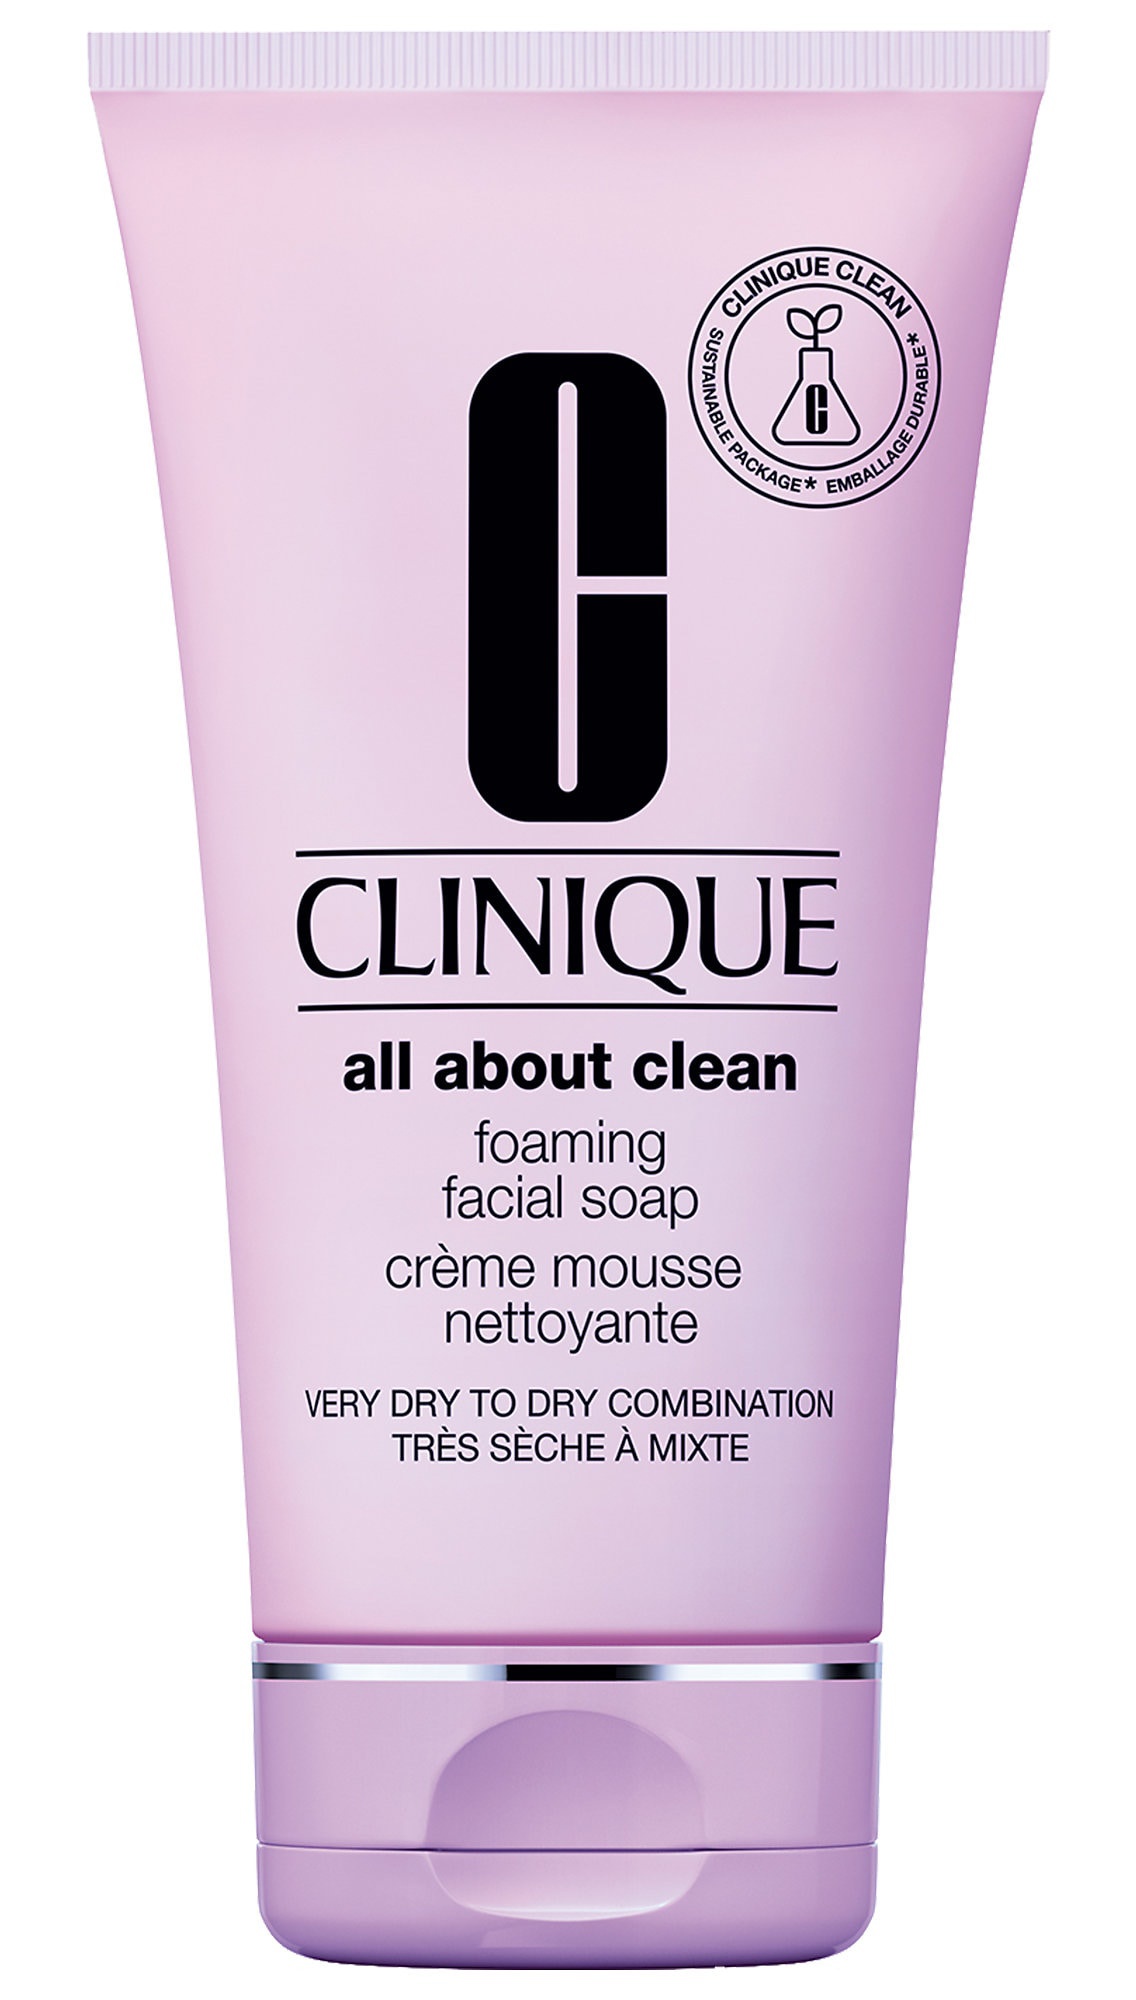 CLINIQUE CLEAN
SUSTAINABLE PACKAGE* EMBALLAGE DURABLE*
C
C
CLINIQUE
all about clean
foaming
facial soap
crème mousse
nettoyante
VERY DRY TO DRY COMBINATION
TRÈS SÈCHE À MIXTE